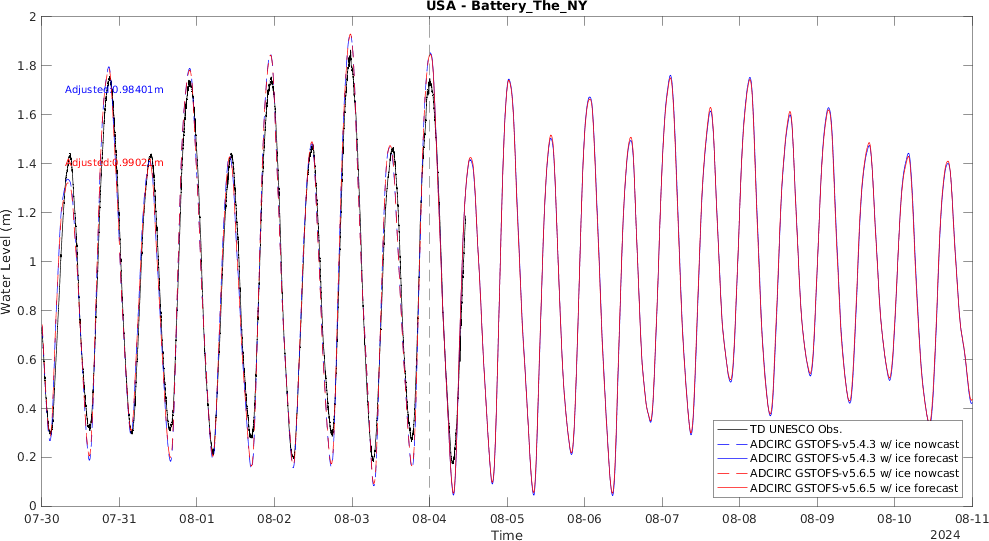 USA - Battery_The_NY
2
1.8
1.6
1.4
1.2
1
0.8
0.6
0.4
0.2
0
Water Level (m)
Adjusted:0.98401m
TD UNESCO Obs.
ADCIRC GSTOFS-v5.4.3 w/ ice nowcast
ADCIRC GSTOFS-v5.4.3 w/ ice forecast
ADCIRC GSTOFS-v5.6.5 w/ ice nowcast
ADCIRC GSTOFS-v5.6.5 w/ ice forecast
07-30 07-31 08-01 08-02 08-03 08-04 08-05 08-06 08-07 08-08 08-09 08-10 08-11
Time
2024